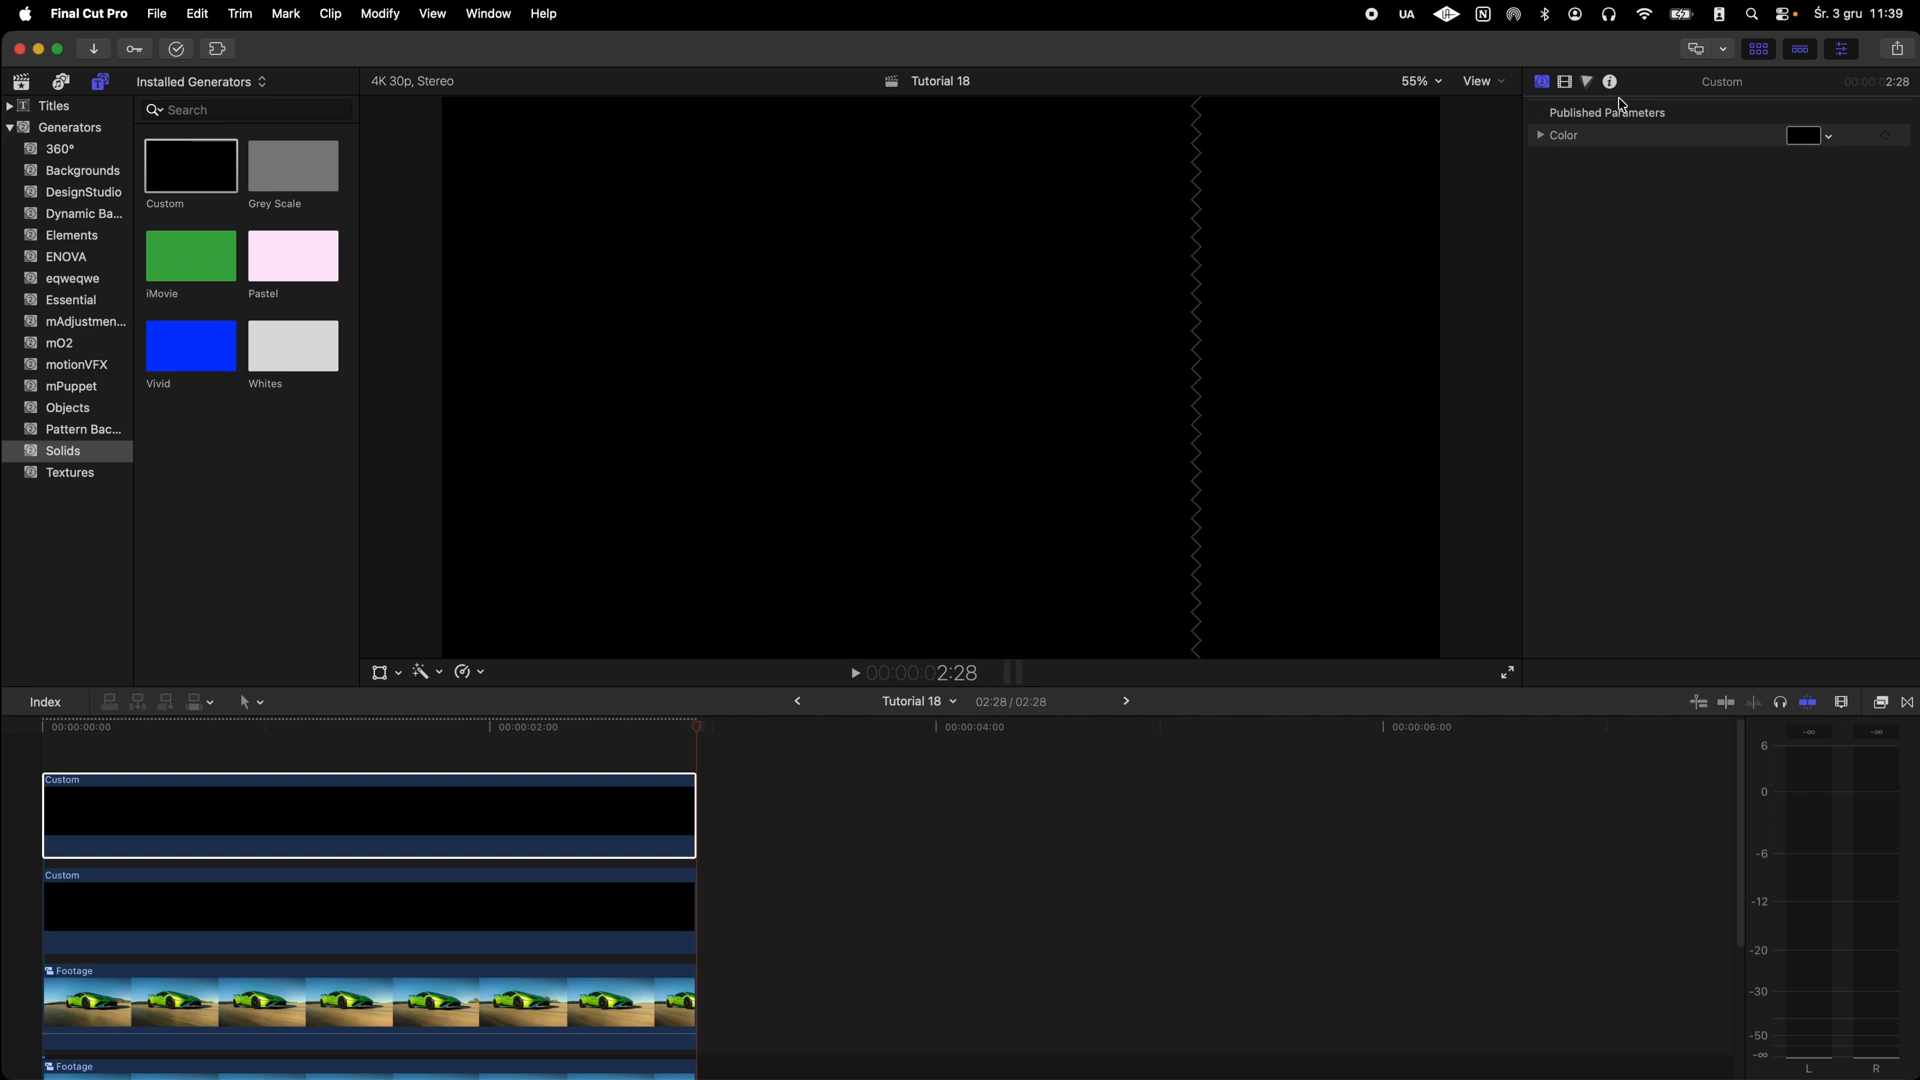 Final Cut Pro File Edit Trim Mark Clip Modify View Window Help UA Śr. 3 gru 11:39
Installed Generators 4K 30p, Stereo Tutorial 18 55% View Custom 00:00:02:28
Titles
Search
Generators
Published Parameters
Color
360°
Backgrounds
DesignStudio
Dynamic Ba...
Elements
ENOVA
eqweqwe
Essential
mAdjustmen...
mO2
motionVFX
mPuppet
Objects
Pattern Bac...
Solids
Textures
Custom Grey Scale
iMovie Pastel
Vivid Whites
00:00:02:28
Index Tutorial 18 02:28 / 02:28
00:00:00:00 00:00:02:00 00:00:04:00 00:00:06:00
Custom
Custom
Footage
Footage
-∞ -∞
6
0
-6
-12
-20
-30
-50
-∞
L R